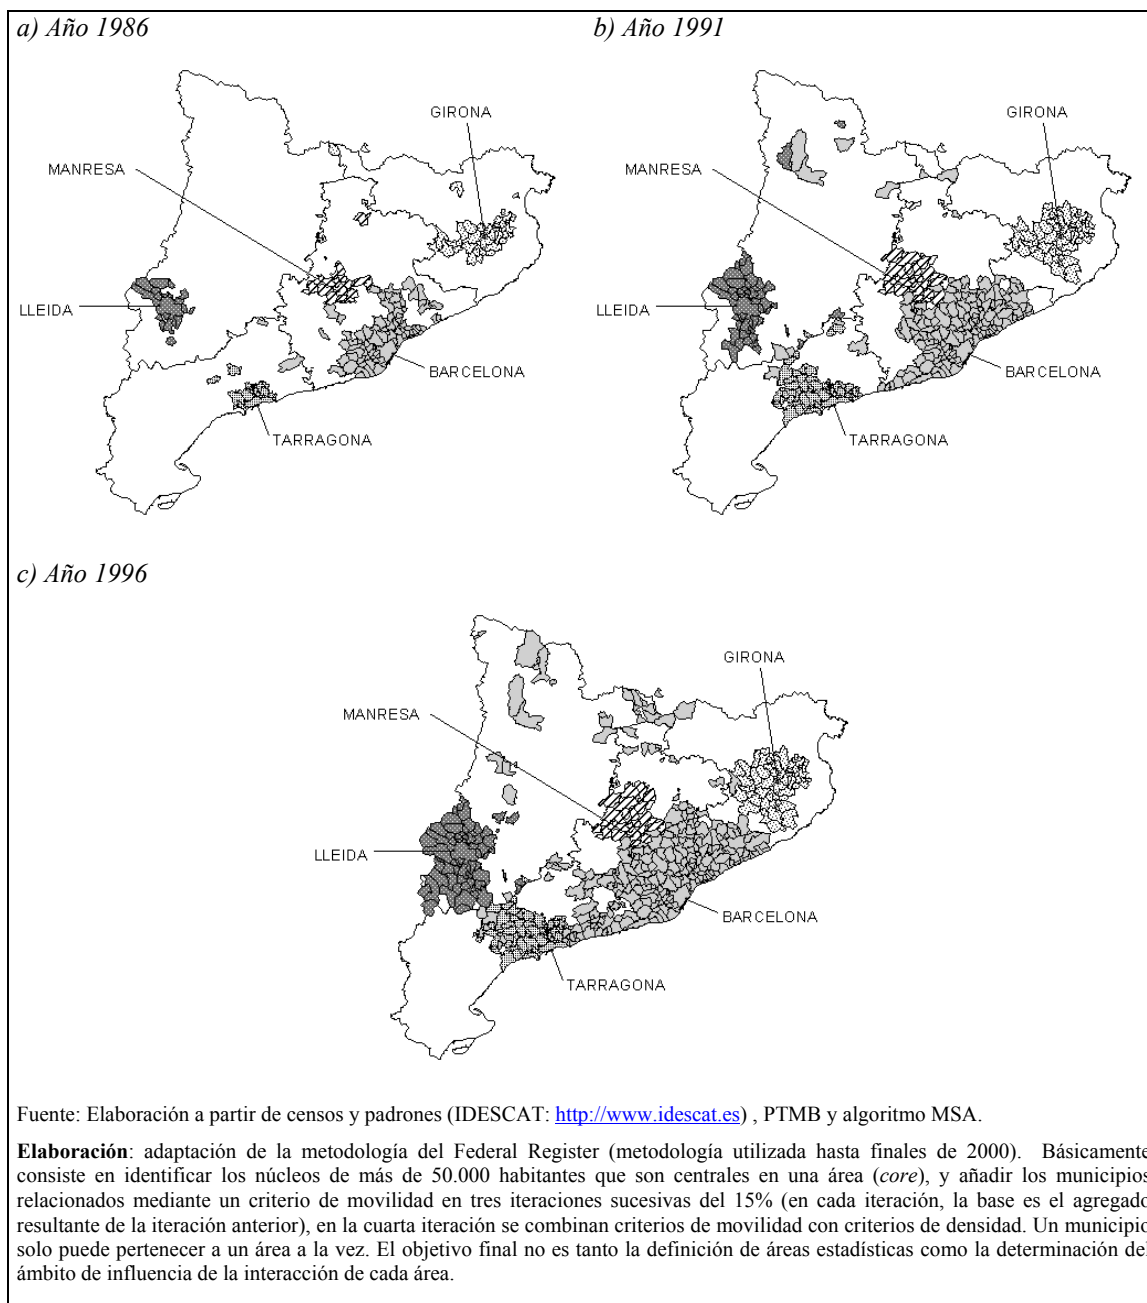 a) Año 1986
b) Año 1991
GIRONA
MANRESA
LLEIDA
BARCELONA
TARRAGONA
GIRONA
MANRESA
LLEIDA
BARCELONA
TARRAGONA
c) Año 1996
GIRONA
MANRESA
LLEIDA
BARCELONA
TARRAGONA
Fuente: Elaboración a partir de censos y padrones (IDESCAT: http://www.idescat.es) , PTMB y algoritmo MSA.
Elaboración: adaptación de la metodología del Federal Register (metodología utilizada hasta finales de 2000). Básicamente
consiste en identificar los núcleos de más de 50.000 habitantes que son centrales en una área (core), y añadir los municipios
relacionados mediante un criterio de movilidad en tres iteraciones sucesivas del 15% (en cada iteración, la base es el agregado
resultante de la iteración anterior), en la cuarta iteración se combinan criterios de movilidad con criterios de densidad. Un municipio
solo puede pertenecer a un área a la vez. El objetivo final no es tanto la definición de áreas estadísticas como la determinación del
ámbito de influencia de la interacción de cada área.